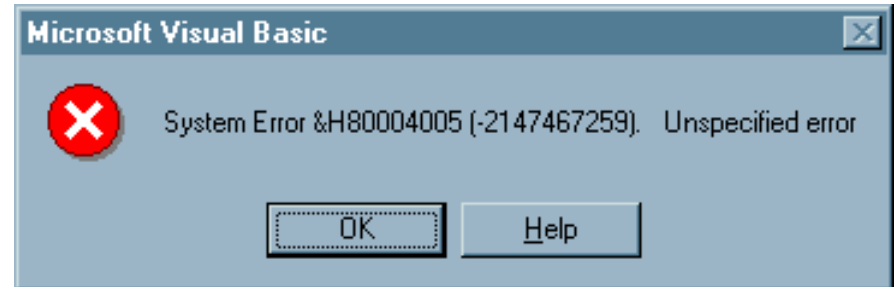 Microsoft Visual Basic
System Error &H80004005 (-2147467259).   Unspecified error
OK
Help